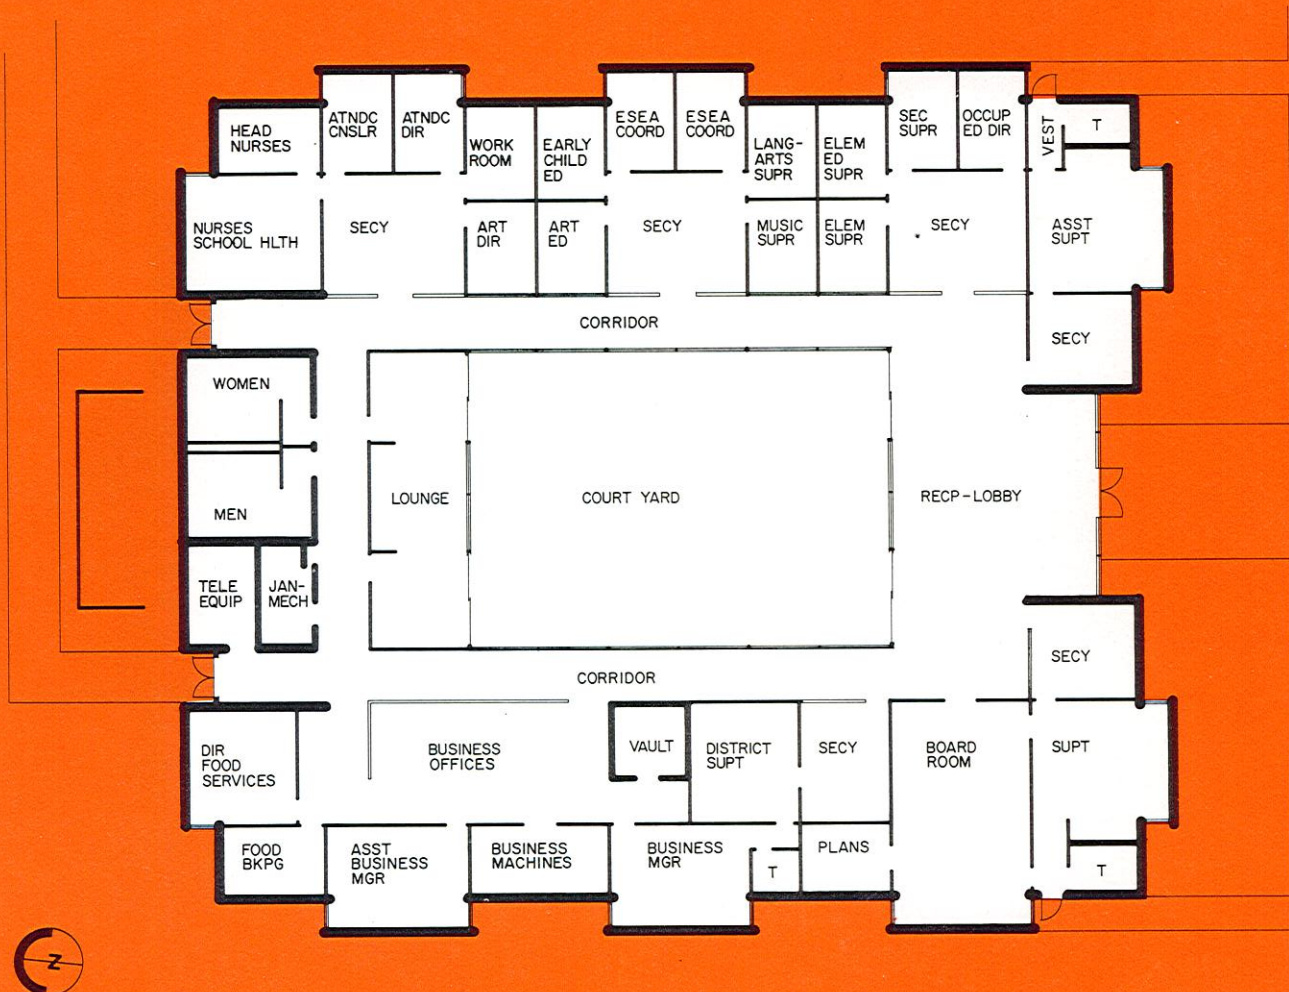 HEAD
NURSES
ATNDC
CNSLR
ATNDC
DIR
WORK
ROOM
EARLY
CHILD
ED
ESEA
COORD
ESEA
COORD
LANG-
ARTS
SUPR
ELEM
ED
SUPR
SEC
SUPR
OCCUP
ED DIR
VEST
T
NURSES
SCHOOL HLTH
SECY
ART
DIR
ART
ED
SECY
MUSIC
SUPR
ELEM
SUPR
SECY
ASST
SUPT
CORRIDOR
SECY
WOMEN
MEN
LOUNGE
COURT YARD
RECP-LOBBY
TELE
EQUIP
JAN-
MECH
CORRIDOR
SECY
DIR
FOOD
SERVICES
BUSINESS
OFFICES
VAULT
DISTRICT
SUPT
SECY
BOARD
ROOM
SUPT
FOOD
BKPG
ASST
BUSINESS
MGR
BUSINESS
MACHINES
BUSINESS
MGR
T
PLANS
T
N